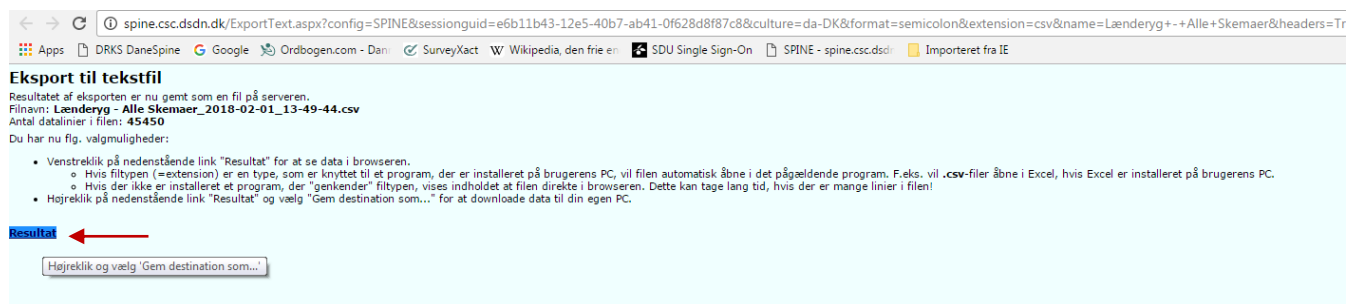 spine.csc.dsdn.dk/ExportText.aspx?config=SPINE&sessionguid=e6b11b43-12e5-40b7-ab41-0f628d8f87c8&culture=da-DK&format=semicolon&extension=csv&name=Lænderyg+-+Alle+Skemaer&headers=Tr
Apps DRKS DaneSpine G Google Ordbogen.com - Dan SurveyXact W Wikipedia, den frie en SDU Single Sign-On SPINE - spine.csc.dsd Importeret fra IE
Eksport til tekstfil
Resultatet af eksporten er nu gemt som en fil på serveren.
Filnavn: Lænderyg - Alle Skemaer_2018-02-01_13-49-44.csv
Antal datalinier i filen: 45450
Du har nu flg. valgmuligheder:
Venstreklik på nedenstående link "Resultat" for at se data i browseren.
Hvis filtypen (=extension) er en type, som er knyttet til et program, der er installeret på brugerens PC, vil filen automatisk åbne i det pågældende program. F.eks. vil .csv-filer åbne i Excel, hvis Excel er installeret på brugerens PC.
Hvis der ikke er installeret et program, der "genkender" filtypen, vises indholdet at filen direkte i browseren. Dette kan tage lang tid, hvis der er mange linier i filen!
Højreklik på nedenstående link "Resultat" og vælg "Gem destination som..." for at downloade data til din egen PC.
Resultat
Højreklik og vælg 'Gem destination som...'